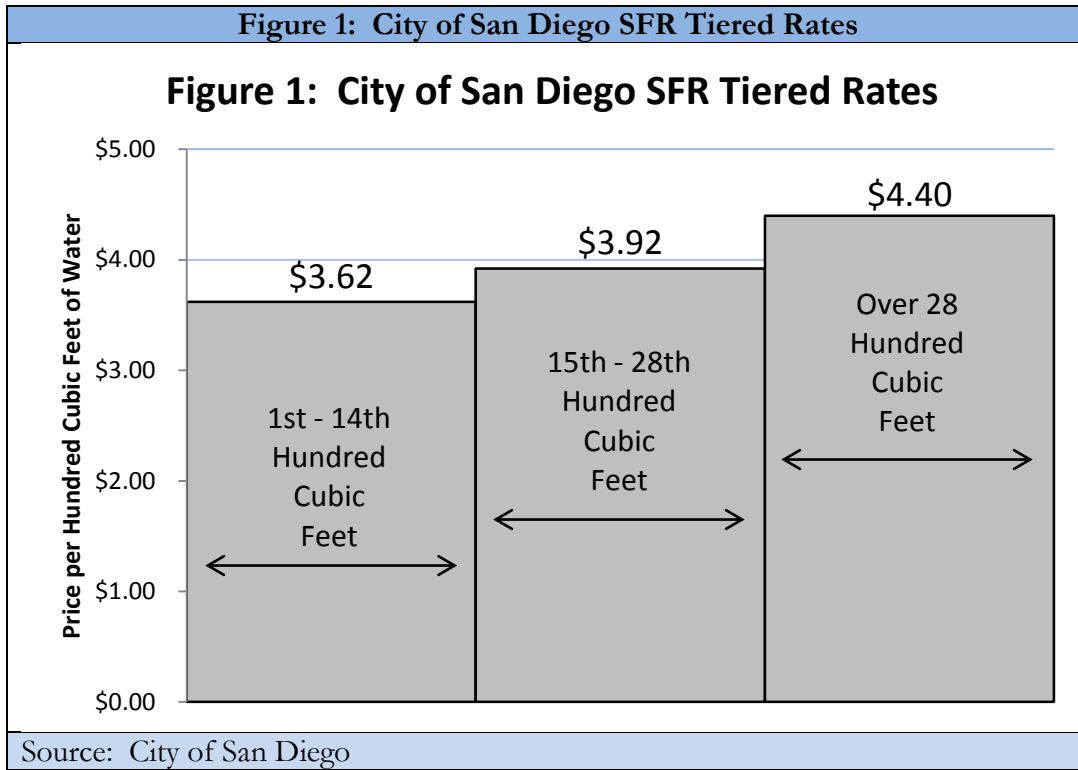 Figure 1: City of San Diego SFR Tiered Rates
Figure 1: City of San Diego SFR Tiered Rates
Price per Hundred Cubic Feet of Water
$5.00
$4.00
$3.00
$2.00
$1.00
$0.00
$3.62
1st - 14th
Hundred
Cubic
Feet
$3.92
15th - 28th
Hundred
Cubic
Feet
$4.40
Over 28
Hundred
Cubic
Feet
Source: City of San Diego